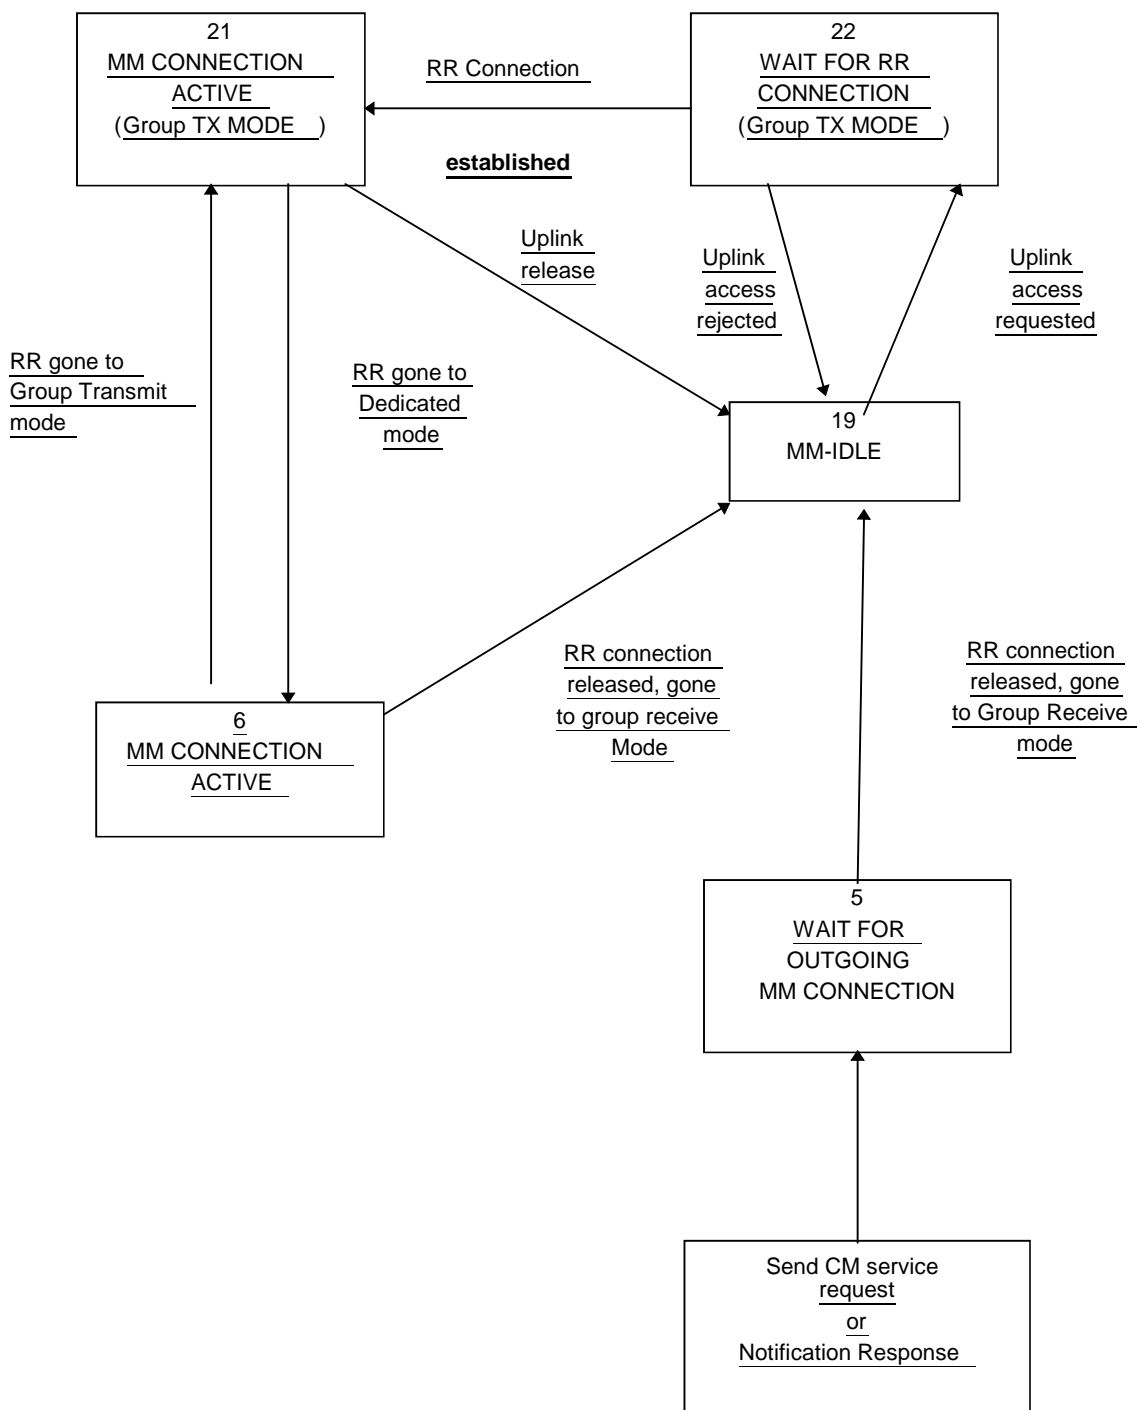 21
MM CONNECTION
ACTIVE
(Group TX MODE )
RR Connection
established
22
WAIT FOR RR
CONNECTION
(Group TX MODE )
Uplink
release
Uplink
access
rejected
Uplink
access
requested
RR gone to
Group Transmit
mode
RR gone to
Dedicated
mode
19
MM-IDLE
RR connection
released, gone
to group receive
Mode
RR connection
released, gone
to Group Receive
mode
6
MM CONNECTION
ACTIVE
5
WAIT FOR
OUTGOING
MM CONNECTION
Send CM service
request
or
Notification Response